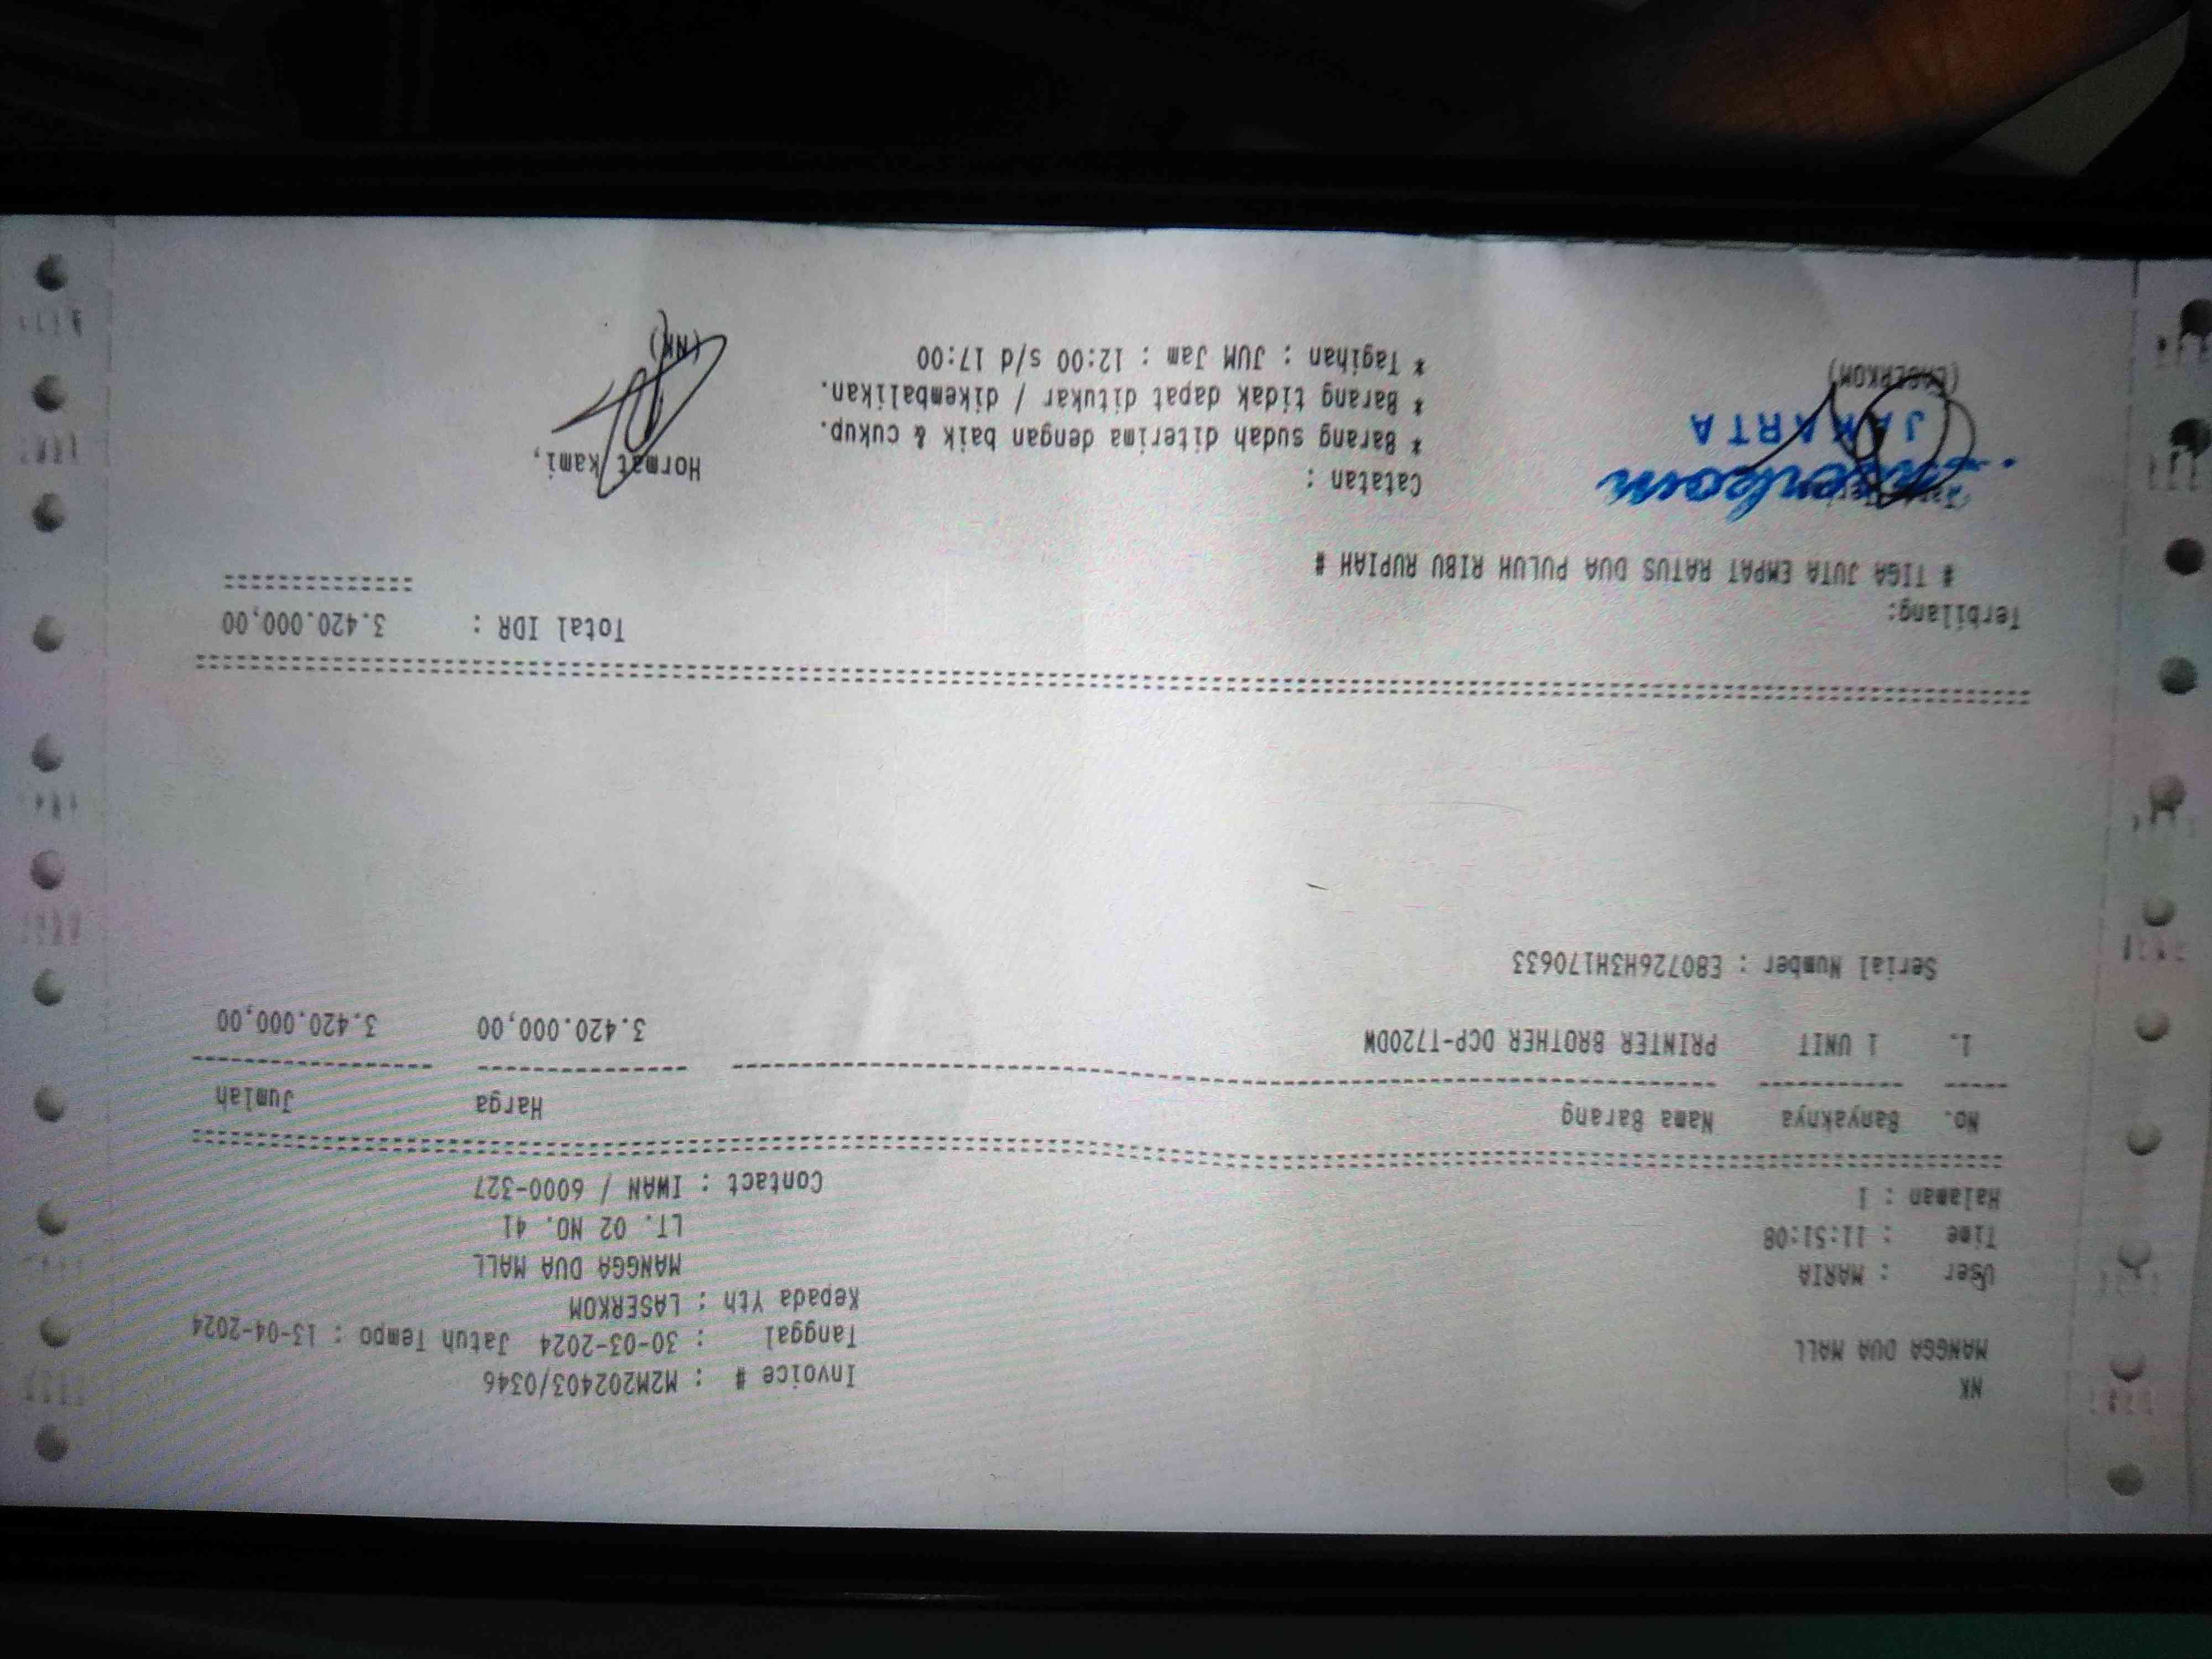 NK
MANGGA DUA MALL
User : MARIA
Time : 11:51:08
Halaman : 1
Invoice # : M2M202403/0346
Tanggal : 30-03-2024 Jatuh Tempo : 13-04-2024
Kepada Yth : LASERKOM
MANGGA DUA MALL
LT. 02 NO. 41
Contact : IWAN / 6000-327
No. Banyaknya Nama Barang Harga Jumlah
1. 1 UNIT PRINTER BROTHER DCP-T720DW 3.420.000,00 3.420.000,00
Serial Number : E80726H3H170633
Terbilang: Total IDR : 3.420.000,00
# TIGA JUTA EMPAT RATUS DUA PULUH RIBU RUPIAH #
Catatan :
* Barang sudah diterima dengan baik & cukup.
* Barang tidak dapat ditukar / dikembalikan.
* Tagihan : JUM Jam : 12:00 s/d 17:00
Hormat kami,
(NK)
JAKARTA
(LASERKOM)